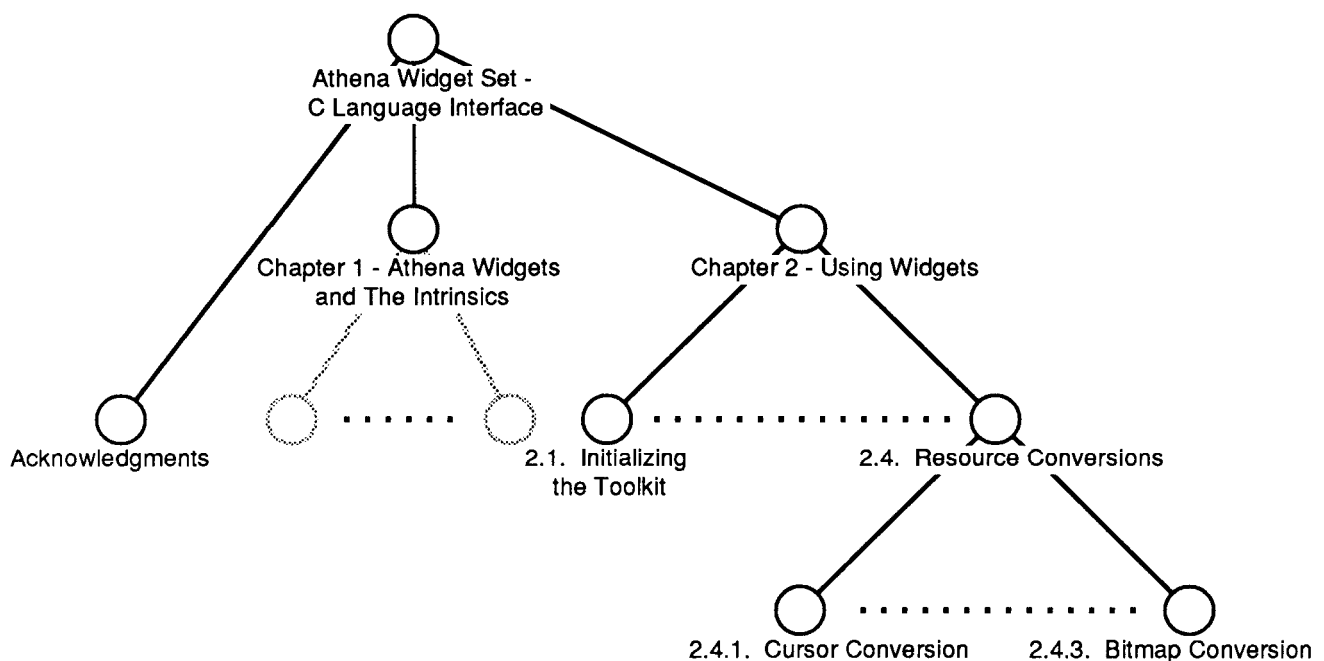 Athena Widget Set -
C Language Interface
Chapter 1 - Athena Widgets
and The Intrinsics
Chapter 2 - Using Widgets
Acknowledgments
2.1. Initializing
the Toolkit
2.4. Resource Conversions
2.4.1. Cursor Conversion
2.4.3. Bitmap Conversion